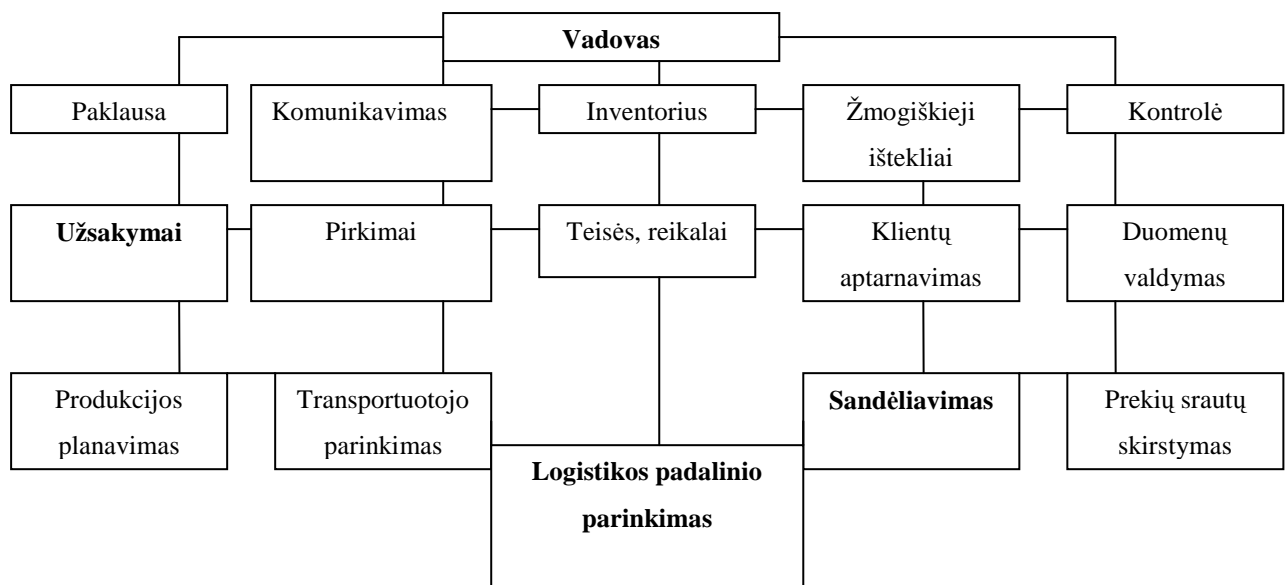 Vadovas
Paklausa
Komunikavimas
Inventorius
Žmogiškieji
ištekliai
Kontrolė
Užsakymai
Pirkimai
Teisės, reikalai
Klientų
aptarnavimas
Duomenų
valdymas
Produkcijos
planavimas
Transportuotojo
parinkimas
Sandėliavimas
Prekių srautų
skirstymas
Logistikos padalinio
parinkimas